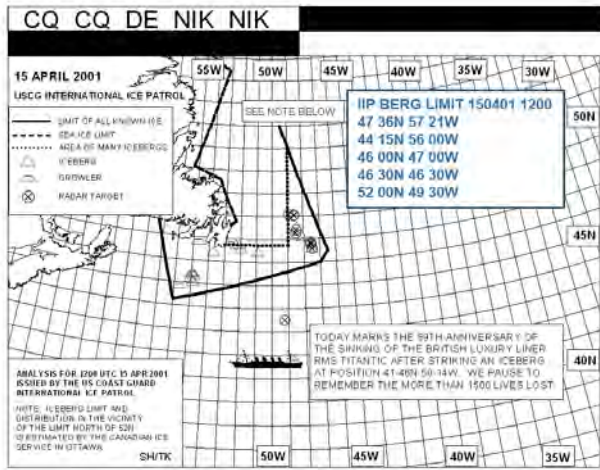 CQ CQ DE NIK NIK
15 APRIL 2001
USCG INTERNATIONAL ICE PATROL
LIMIT OF ALL KNOWN ICE
SEA ICE LIMIT
AREA OF MANY ICEBERGS
ICEBERG
GROWLER
RADAR TARGET
55W 50W 45W 40W 35W 30W
SEE NOTE BELOW
IIP BERG LIMIT 150401 1200
47 36N 57 21W
44 15N 56 00W
46 00N 47 00W
46 30N 46 30W
52 00N 49 30W
50N
45N
40N
TODAY MARKS THE 89TH ANNIVERSARY OF
THE SINKING OF THE BRITISH LUXURY LINER
RMS TITANIC AFTER STRIKING AN ICEBERG
AT POSITION 41-46N 50-14W. WE PAUSE TO
REMEMBER THE MORE THAN 1500 LIVES LOST
ANALYSIS FOR 1200 UTC 15 APR 2001
ISSUED BY THE US COAST GUARD
INTERNATIONAL ICE PATROL
NOTE: ICEBERG LIMIT AND
DISTRIBUTION IN THE VICINITY
OF THE LIMIT NORTH OF 52N
IS ESTIMATED BY THE CANADIAN ICE
SERVICE IN OTTAWA
SH/TK
50W 45W 40W 35W